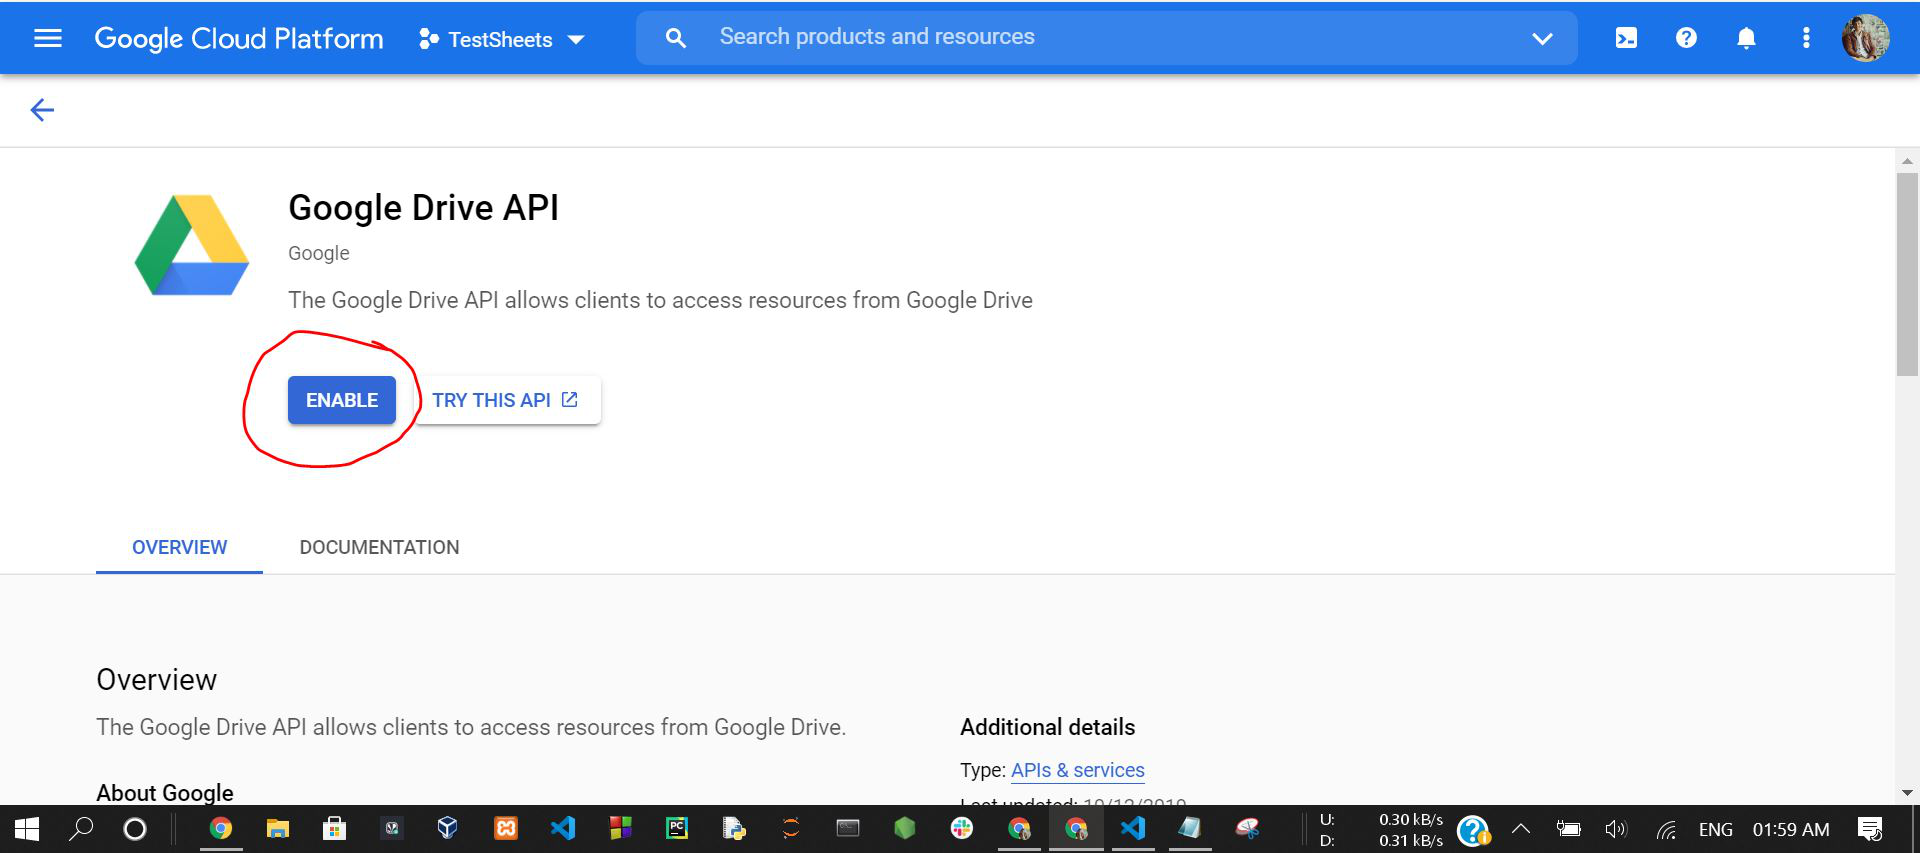 Google Cloud Platform
TestSheets
Search products and resources
Google Drive API
Google
The Google Drive API allows clients to access resources from Google Drive
ENABLE
TRY THIS API
OVERVIEW
DOCUMENTATION
Overview
The Google Drive API allows clients to access resources from Google Drive.
About Google
Additional details
Type: APIs & services
Last updated: 10/12/2019
U: 0.30 kB/s
D: 0.31 kB/s
ENG
01:59 AM